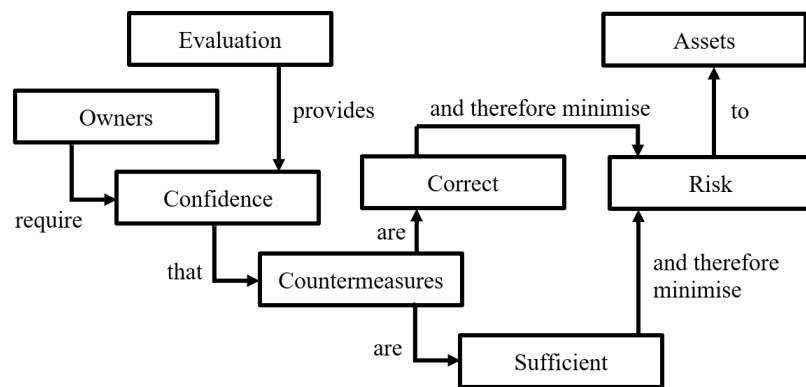 Evaluation
Assets
provides
and therefore minimise
to
Owners
Confidence
Correct
Risk
require
are
that
Countermeasures
and therefore
minimise
are
Sufficient